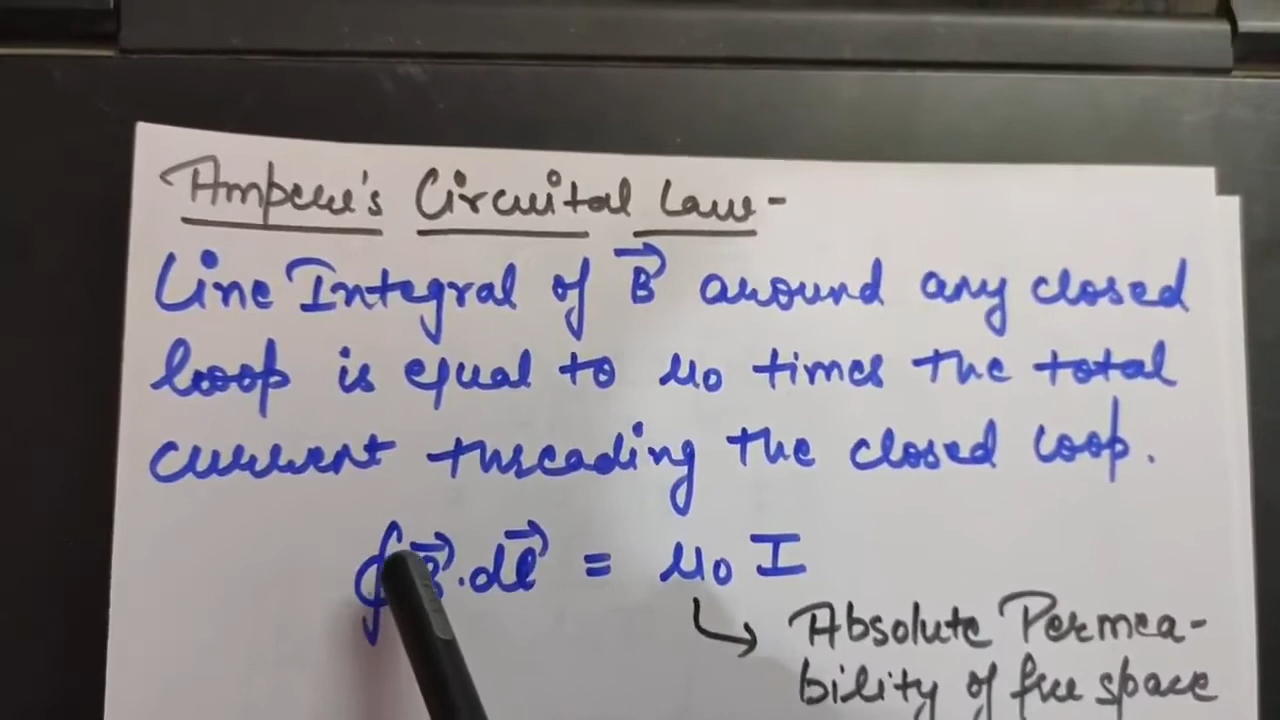 Ampere's Circuital Law-
Line Integral of B⃗ around any closed
loop is equal to μ₀ times the total
current threading the closed loop.
∮B⃗.dl⃗ = μ₀ I
↳ Absolute Permea-
bility of free space